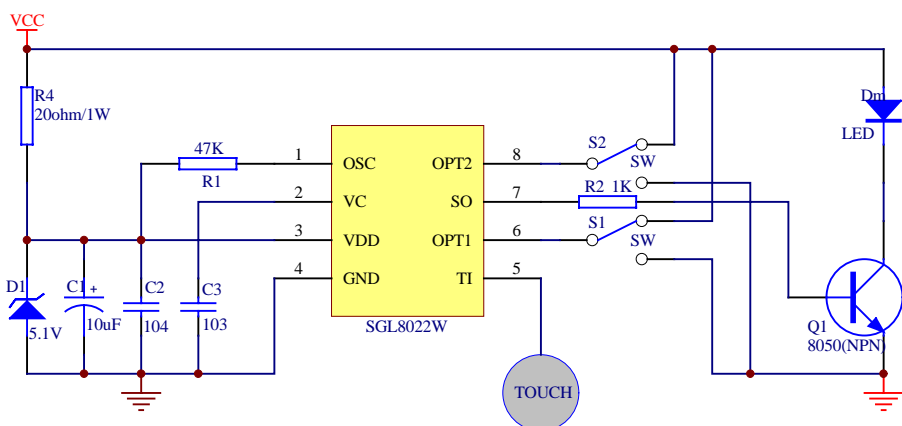 VCC
R4
20ohm/1W
47K
R1
1
2
3
4
OSC
VC
VDD
GND
OPT2
SO
OPT1
TI
8
7
6
5
SGL8022W
S2
SW
R2 1K
S1
SW
Dm
LED
D1
5.1V
C1 +
10uF
C2
104
C3
103
TOUCH
Q1
8050(NPN)